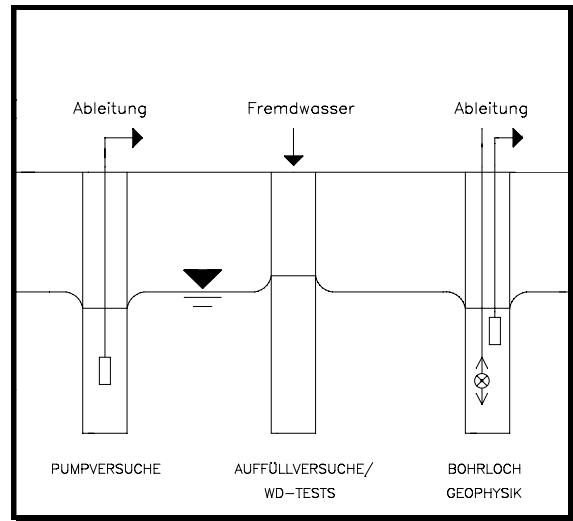 Ableitung
Fremdwasser
Ableitung
PUMPVERSUCHE
AUFFÜLLVERSUCHE/
WD-TESTS
BOHRLOCH
GEOPHYSIK